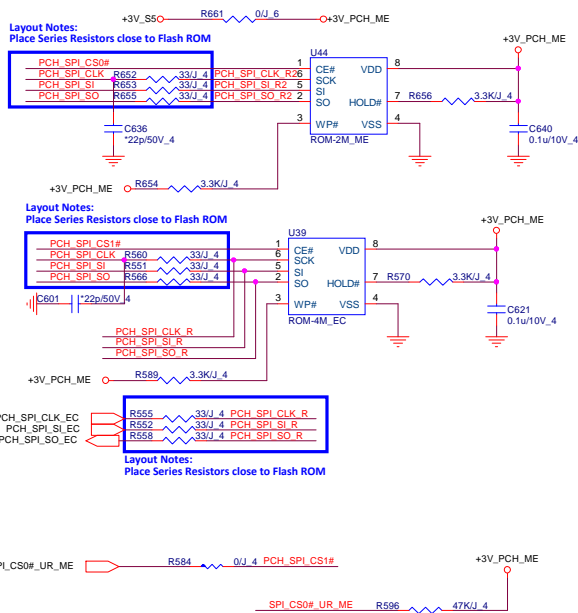 +3V_S5 R661 0/J_6 +3V_PCH_ME
Layout Notes:
Place Series Resistors close to Flash ROM
+3V_PCH_ME
U44
PCH_SPI_CS0# 1 CE# VDD 8
PCH_SPI_CLK R652 33/J_4 PCH_SPI_CLK_R2 6 SCK
PCH_SPI_SI R653 33/J_4 PCH_SPI_SI_R2 5 SI
PCH_SPI_SO R655 33/J_4 PCH_SPI_SO_R2 2 SO HOLD# 7 R656 3.3K/J_4
3 WP# VSS 4
ROM-2M_ME
C636
*22p/50V_4
C640
0.1u/10V_4
+3V_PCH_ME R654 3.3K/J_4
Layout Notes:
Place Series Resistors close to Flash ROM
+3V_PCH_ME
U39
PCH_SPI_CS1# 1 CE# VDD 8
PCH_SPI_CLK R560 33/J_4 6 SCK
PCH_SPI_SI R551 33/J_4 5 SI
PCH_SPI_SO R566 33/J_4 2 SO HOLD# 7 R570 3.3K/J_4
C601 *22p/50V_4 3 WP# VSS 4
ROM-4M_EC
C621
0.1u/10V_4
PCH_SPI_CLK_R
PCH_SPI_SI_R
PCH_SPI_SO_R
+3V_PCH_ME R589 3.3K/J_4
PCH_SPI_CLK_EC R555 33/J_4 PCH_SPI_CLK_R
PCH_SPI_SI_EC R552 33/J_4 PCH_SPI_SI_R
PCH_SPI_SO_EC R558 33/J_4 PCH_SPI_SO_R
Layout Notes:
Place Series Resistors close to Flash ROM
SPI_CS0#_UR_ME R584 0/J_4 PCH_SPI_CS1#
+3V_PCH_ME
SPI_CS0#_UR_ME R596 47K/J_4